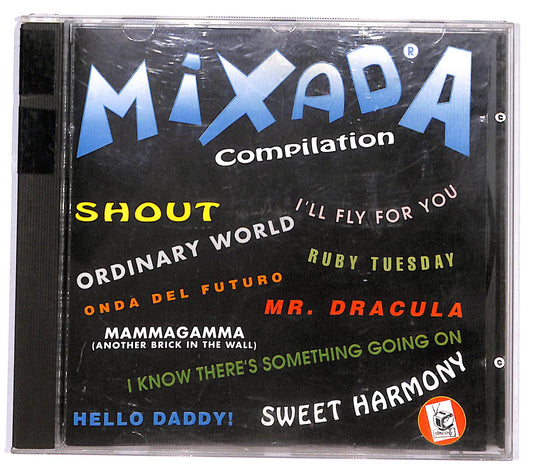 MiXADA®
Compilation
SHOUT
I'LL FLY FOR YOU
ORDINARY WORLD
RUBY TUESDAY
ONDA DEL FUTURO
MR. DRACULA
MAMMAGAMMA
(ANOTHER BRICK IN THE WALL)
I KNOW THERE'S SOMETHING GOING ON
SWEET HARMONY
HELLO DADDY!